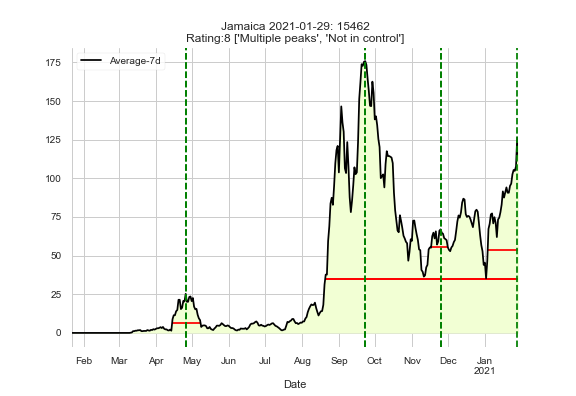 Jamaica 2021-01-29: 15462
Rating:8 ['Multiple peaks', 'Not in control']
Average-7d
175
150
125
100
75
50
25
0
Feb Mar Apr May Jun Jul Aug Sep Oct Nov Dec Jan
2021
Date